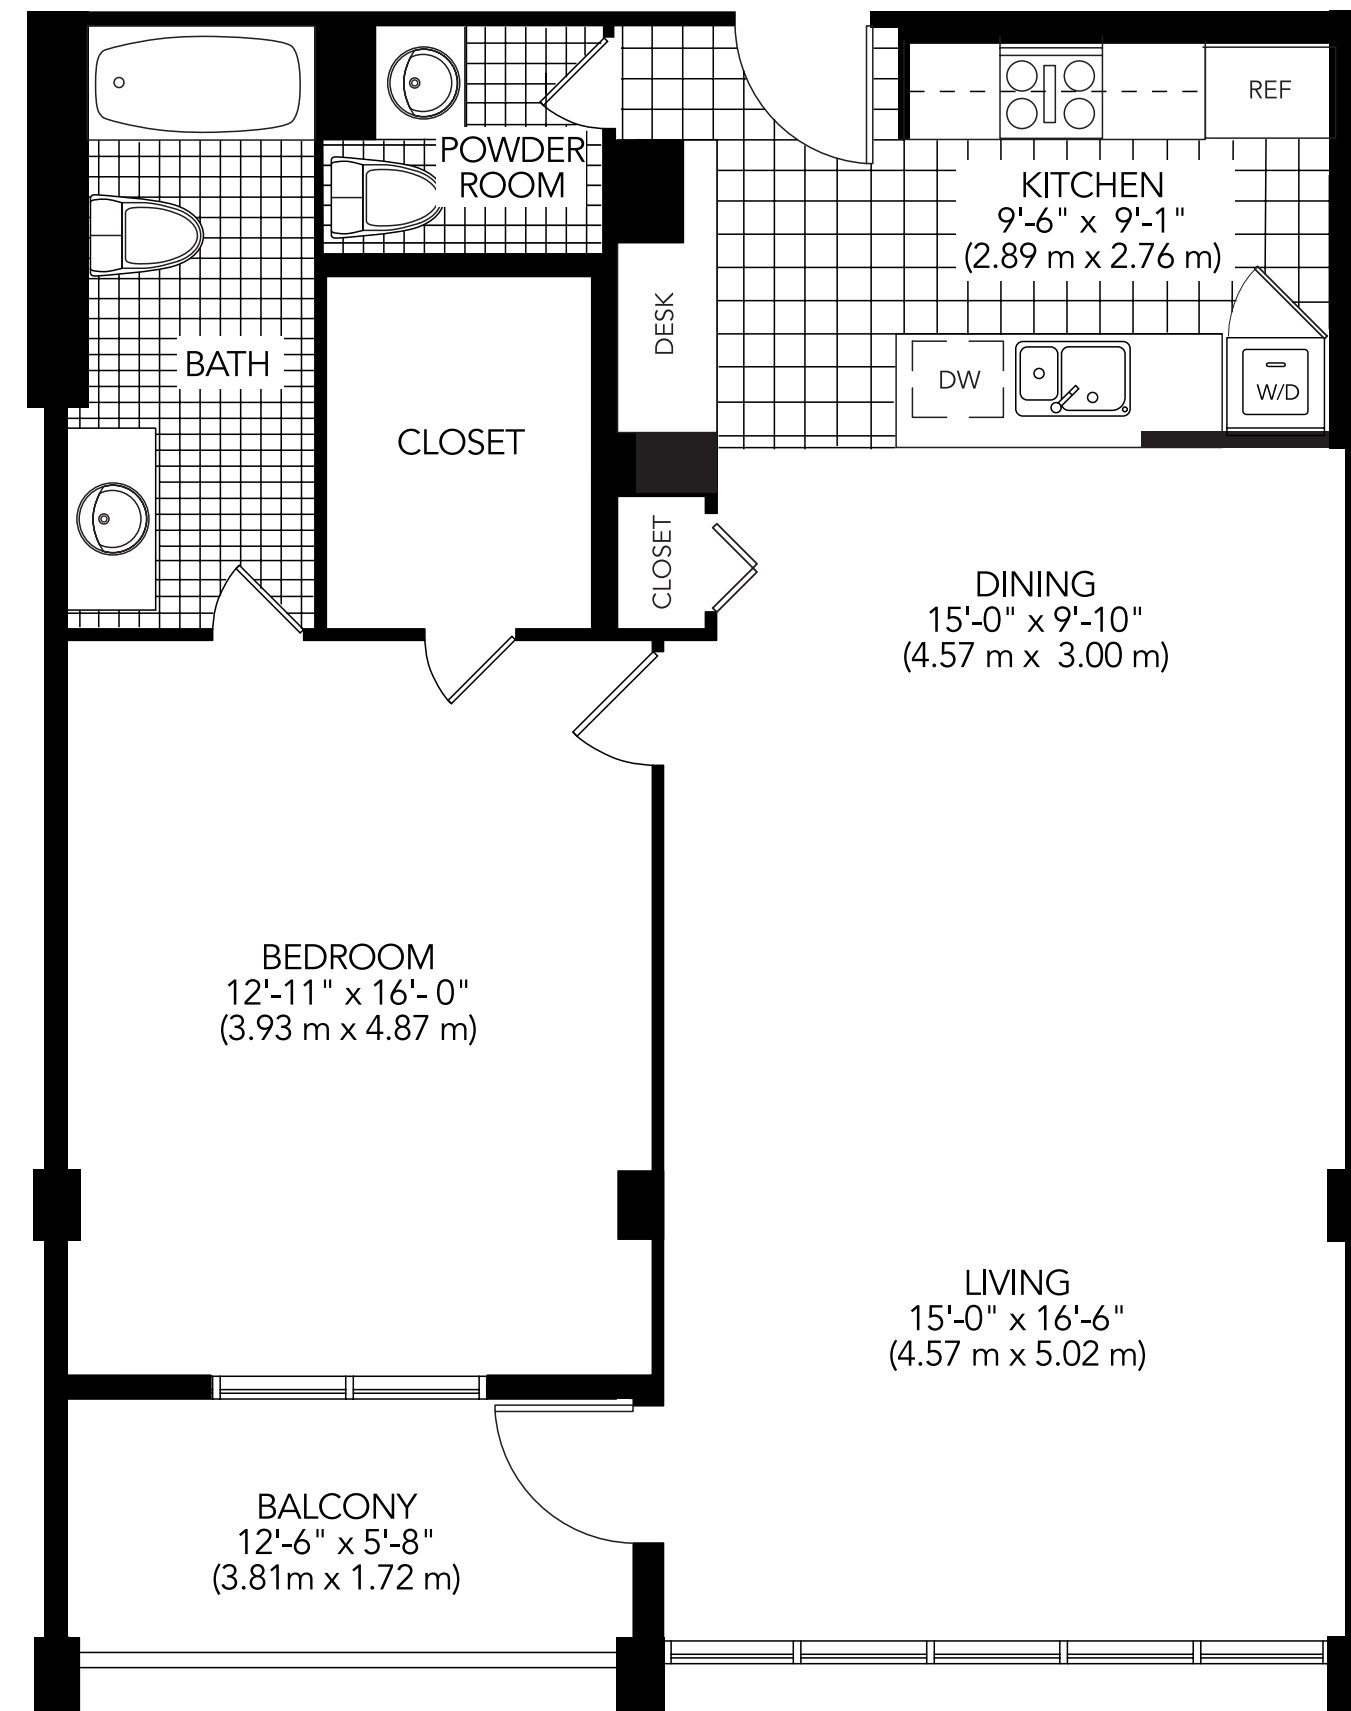 POWDER
ROOM
REF
KITCHEN
9'-6" x 9'-1"
(2.89 m x 2.76 m)
BATH
DESK
DW
W/D
CLOSET
CLOSET
DINING
15'-0" x 9'-10"
(4.57 m x 3.00 m)
BEDROOM
12'-11" x 16'- 0"
(3.93 m x 4.87 m)
LIVING
15'-0" x 16'-6"
(4.57 m x 5.02 m)
BALCONY
12'-6" x 5'-8"
(3.81m x 1.72 m)